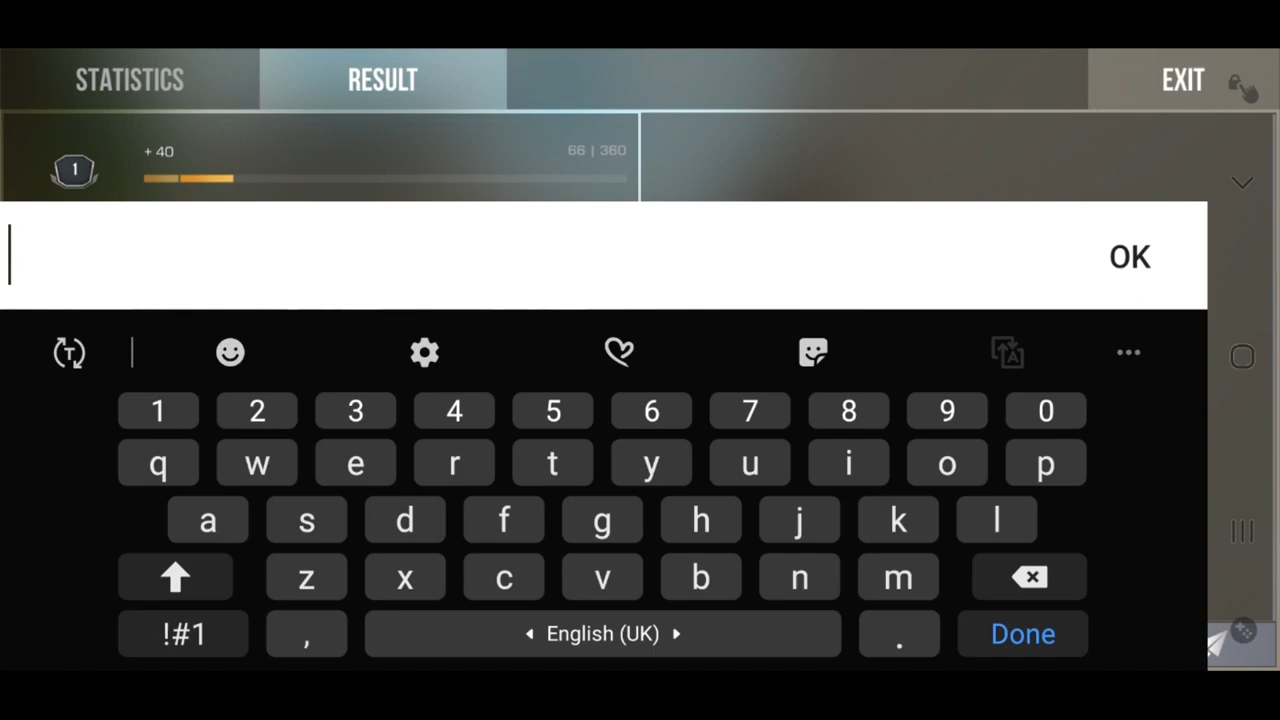 STATISTICS RESULT EXIT
+ 40 66 | 360
1
OK
T A
1 2 3 4 5 6 7 8 9 0
q w e r t y u i o p
a s d f g h j k l
z x c v b n m
!#1 , English (UK) . Done